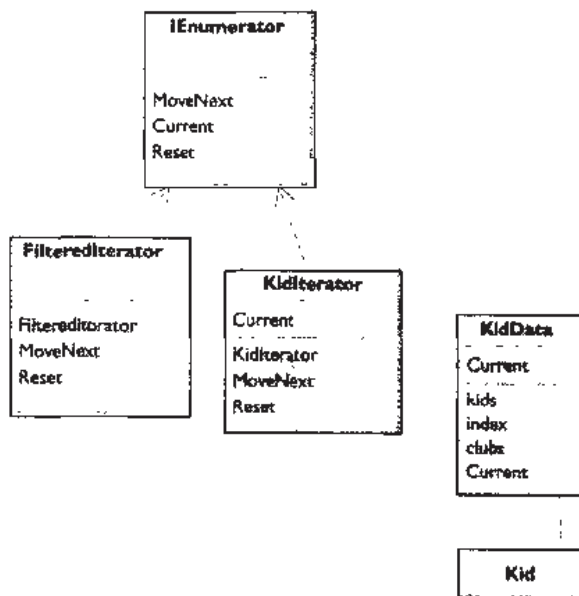 IEnumerator
MoveNext
Current
Reset
FilteredIterator
FilteredIterator
MoveNext
Reset
KidIterator
Current
KidIterator
MoveNext
Reset
KidData
Current
kids
index
clubs
Current
Kid